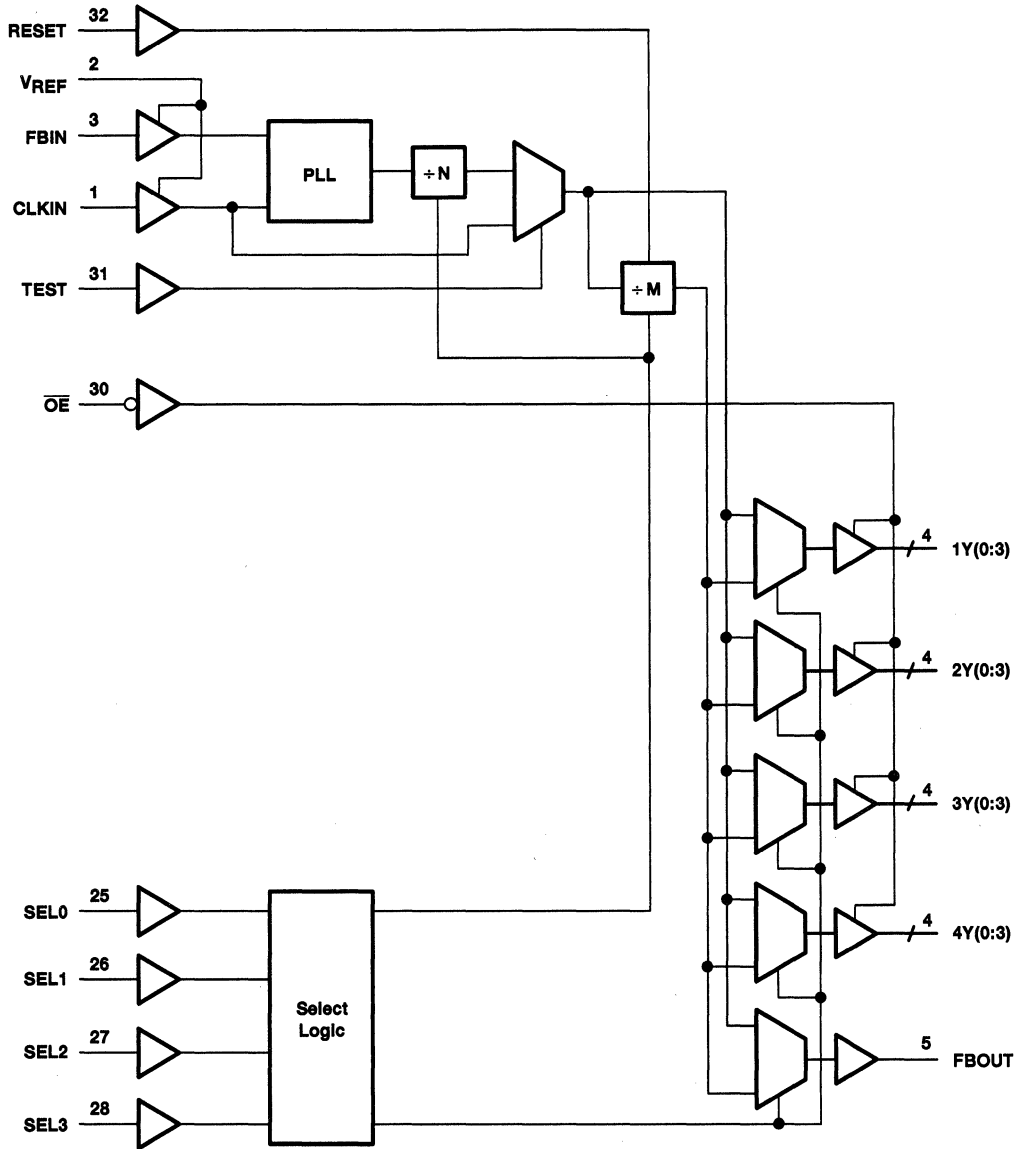 RESET 32
VREF 2
FBIN 3
CLKIN 1
TEST 31
OE 30
PLL
÷N
÷M
4 1Y(0:3)
4 2Y(0:3)
4 3Y(0:3)
4 4Y(0:3)
5 FBOUT
SEL0 25
SEL1 26
SEL2 27
SEL3 28
Select
Logic